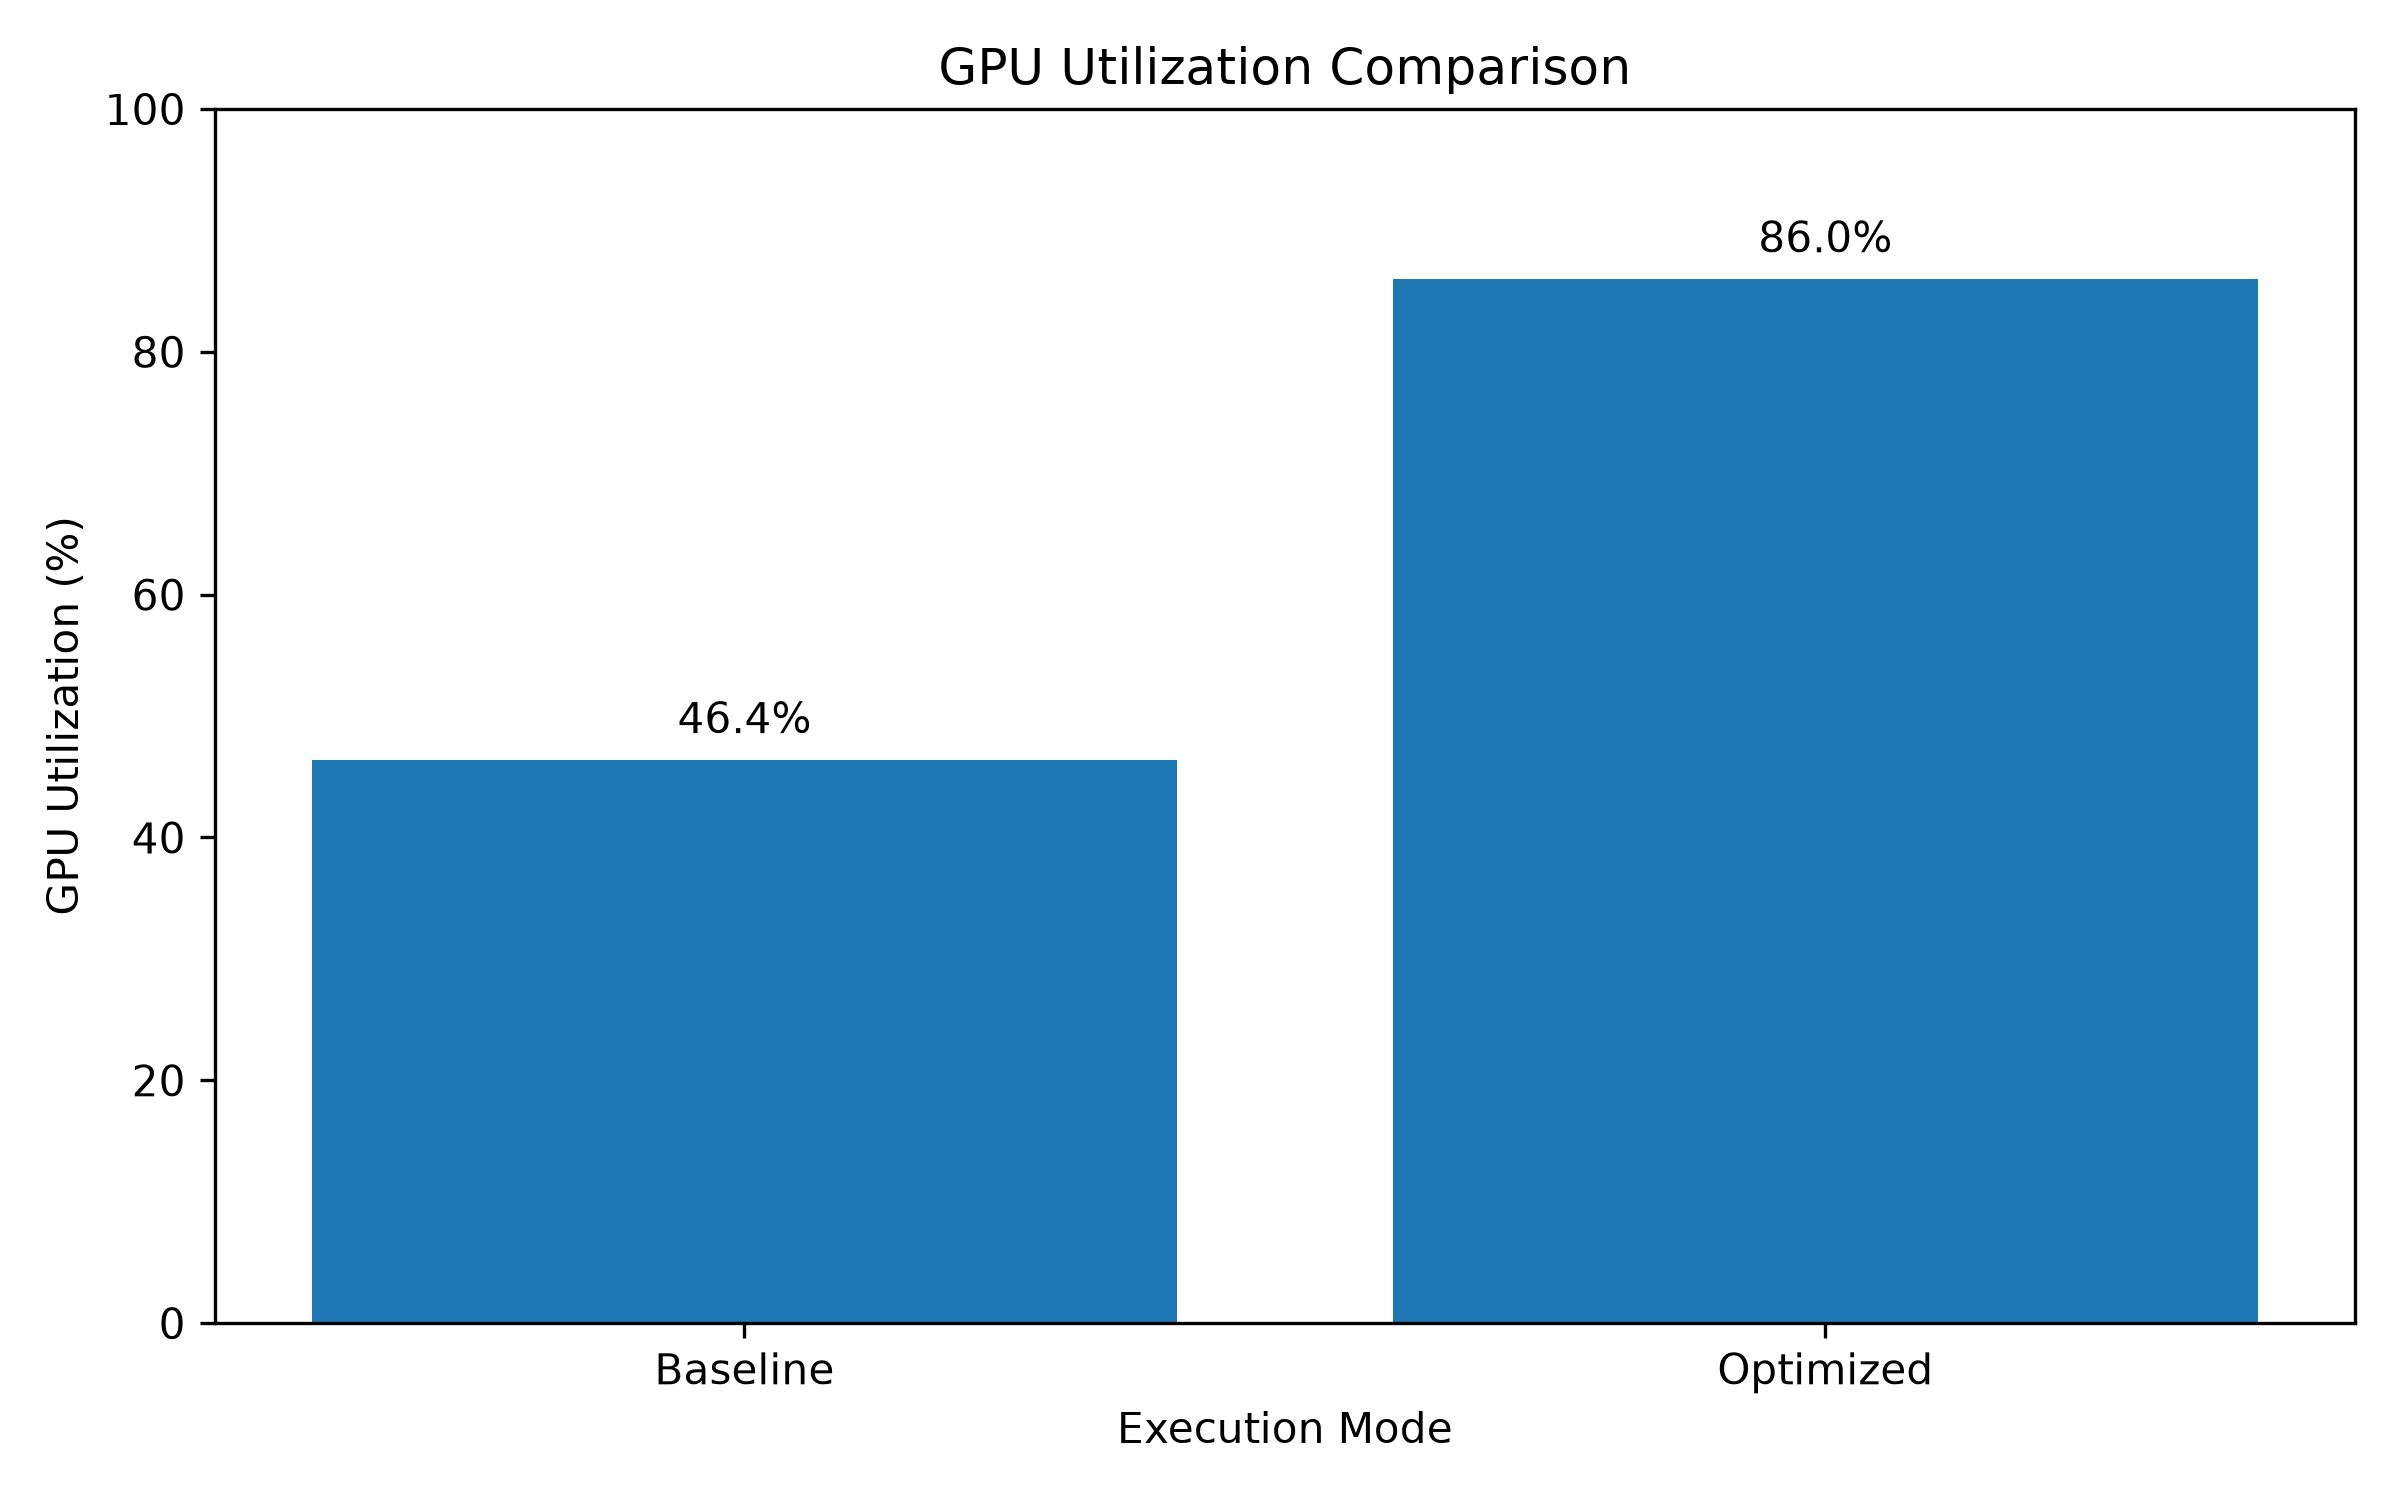 GPU Utilization Comparison
GPU Utilization (%)
100
80
60
40
20
0
46.4%
86.0%
Baseline
Optimized
Execution Mode